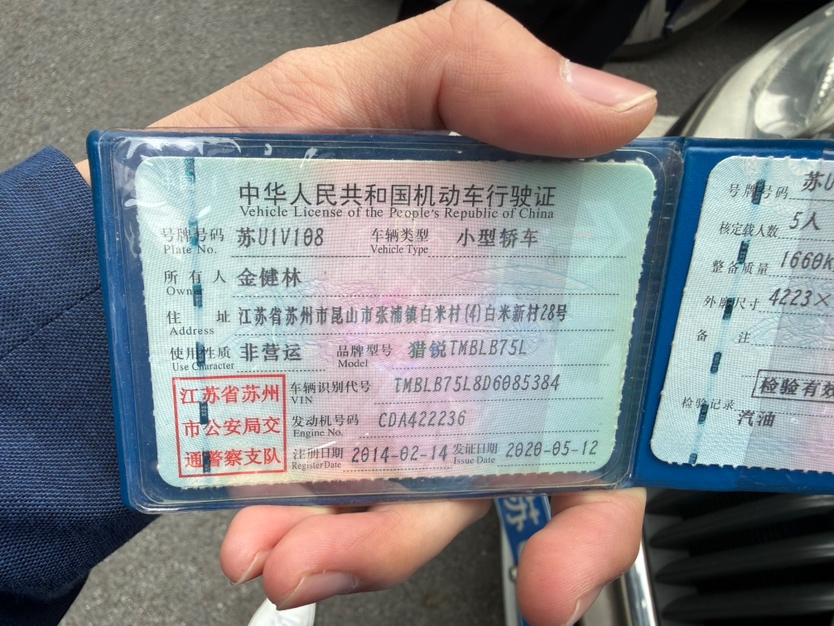 中华人民共和国机动车行驶证
Vehicle License of the People's Republic of China
号牌号码 苏U1V108 车辆类型 小型轿车
Plate No. Vehicle Type
所有人 金健林
Owner
住址 江苏省苏州市昆山市张浦镇白米村(4)白米新村28号
Address
使用性质 非营运 品牌型号 猎锐TMBLB75L
Use Character Model
江苏省苏州
市公安局交
通警察支队
车辆识别代号 TMBLB75L8D6085384
VIN
发动机号码 CDA422236
Engine No.
注册日期 2014-02-14 发证日期 2020-05-12
Register Date Issue Date
号牌号码 苏U
核定载人数 5人
整备质量 1660K
外廓尺寸 4223×
备注
检验有效
检验记录
汽油
苏